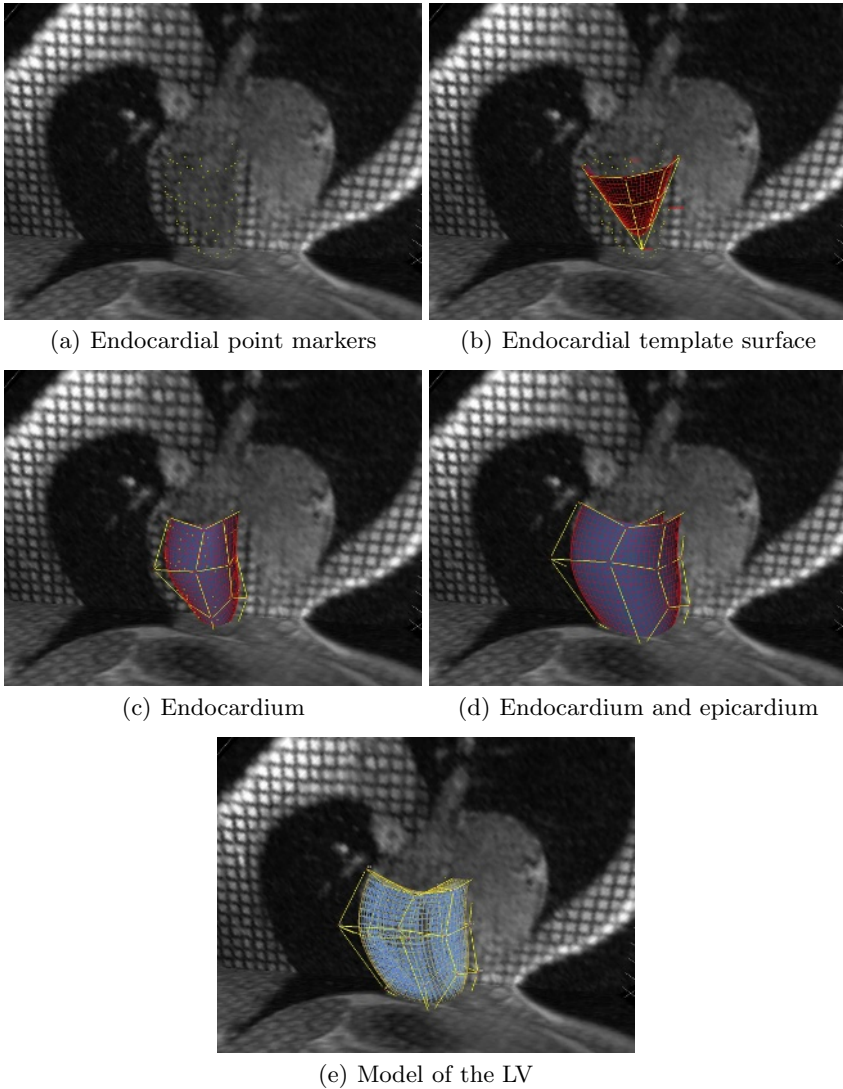 (a) Endocardial point markers
(b) Endocardial template surface
(c) Endocardium
(d) Endocardium and epicardium
(e) Model of the LV